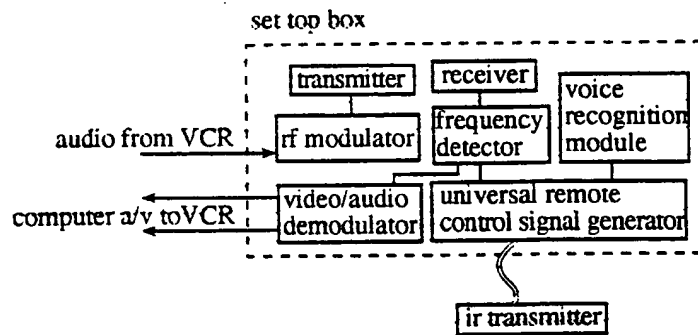 set top box
transmitter
receiver
voice
recognition
module
audio from VCR
rf modulator
frequency
detector
computer a/v toVCR
video/audio
demodulator
universal remote
control signal generator
ir transmitter